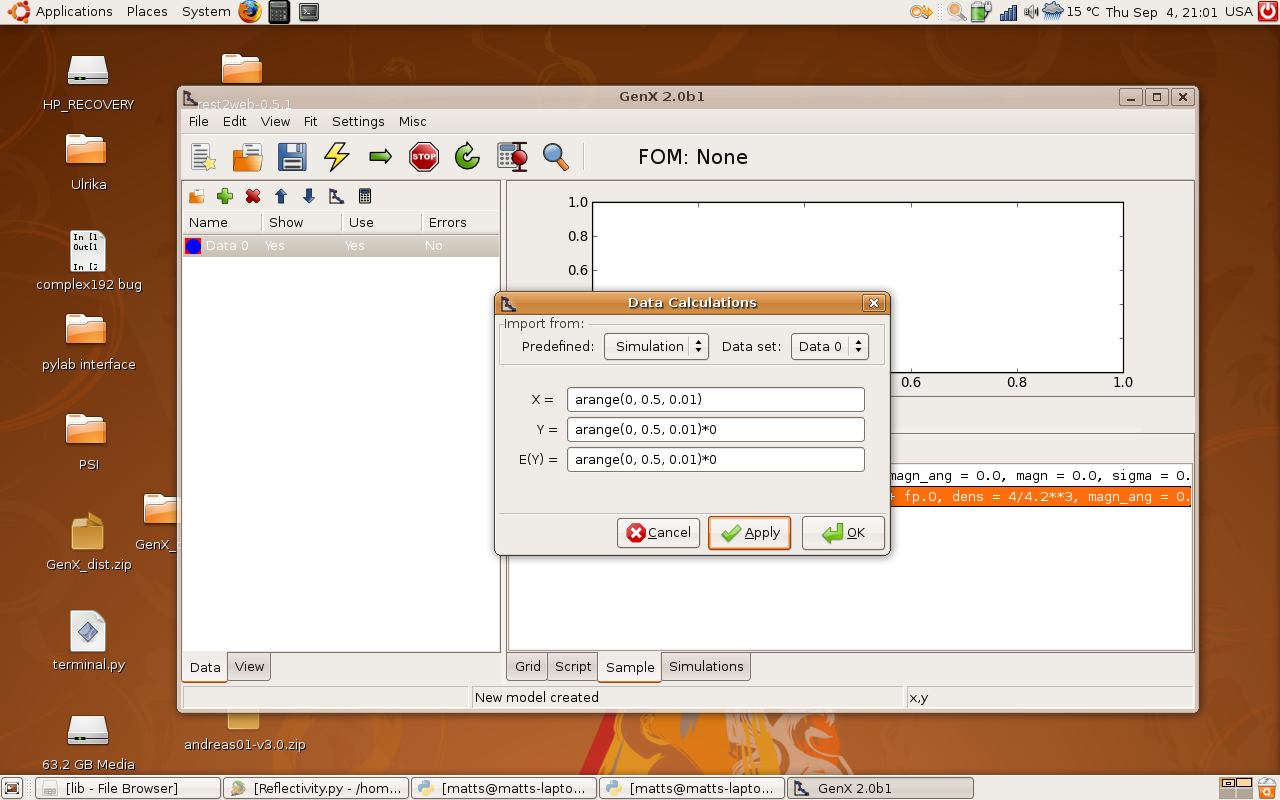 Applications Places System 15 °C Thu Sep 4, 21:01 USA
HP_RECOVERY
rest2web-0.5.1
Ulrika
In [1
Out[1
In [2
complex192 bug
pylab interface
PSI
GenX_dist.zip
terminal.py
andreas01-v3.0.zip
63.2 GB Media
GenX 2.0b1
File Edit View Fit Settings Misc
STOP
FOM: None
Name Show Use Errors
Data 0 Yes Yes No
1.0
0.8
0.6
0.6 0.8 1.0
Data Calculations
Import from:
Predefined: Simulation Data set: Data 0
X = arange(0, 0.5, 0.01)
Y = arange(0, 0.5, 0.01)*0
E(Y) = arange(0, 0.5, 0.01)*0
Cancel Apply OK
magn_ang = 0.0, magn = 0.0, sigma = 0.
fp.O, dens = 4/4.2**3, magn_ang = 0.
Data View
Grid Script Sample Simulations
New model created x,y
[lib - File Browser] [Reflectivity.py - /hom... [matts@matts-lapto... [matts@matts-lapto... GenX 2.0b1